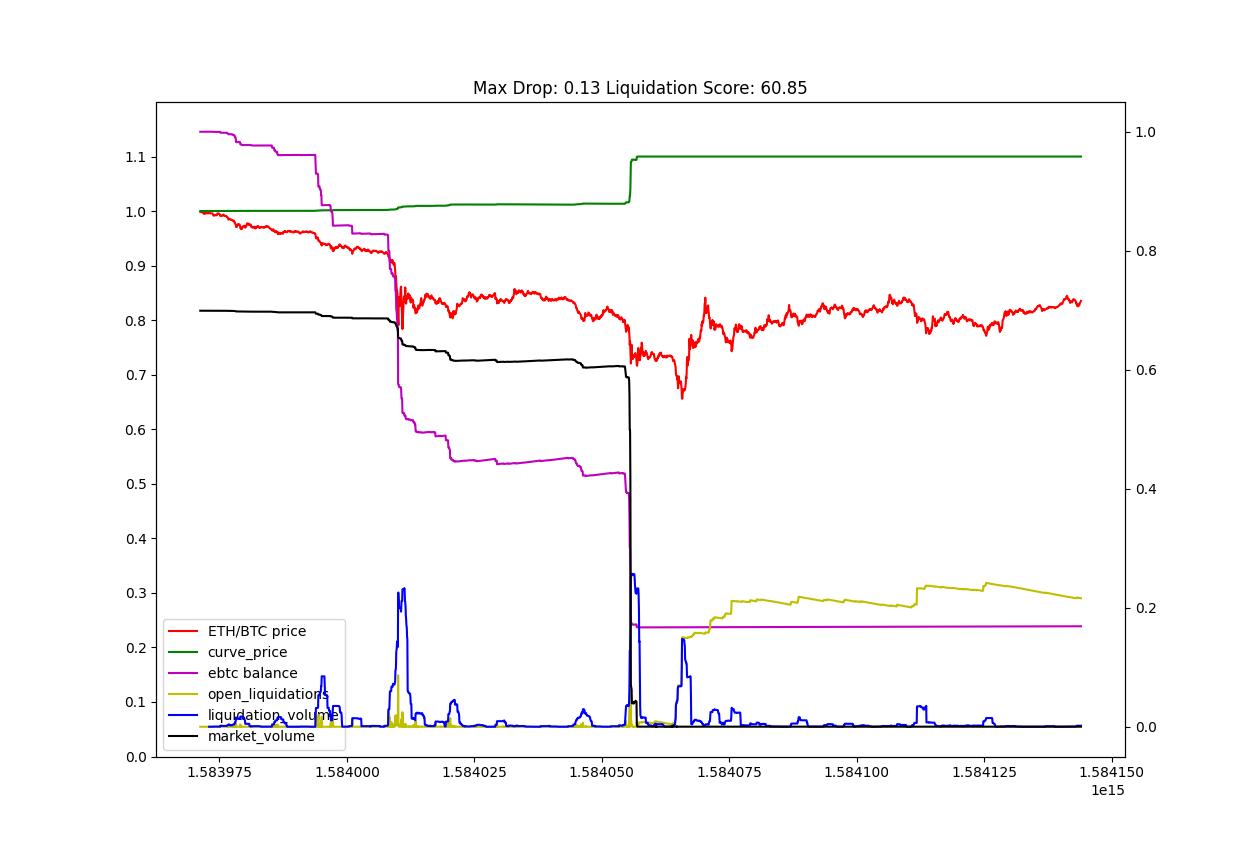 Max Drop: 0.13 Liquidation Score: 60.85
1.1
1.0
0.9
0.8
0.7
0.6
0.5
0.4
0.3
0.2
0.1
0.0
1.0
0.8
0.6
0.4
0.2
0.0
ETH/BTC price
curve_price
ebtc balance
open_liquidations
liquidation_volume
market_volume
1.583975 1.584000 1.584025 1.584050 1.584075 1.584100 1.584125 1.584150
1e15